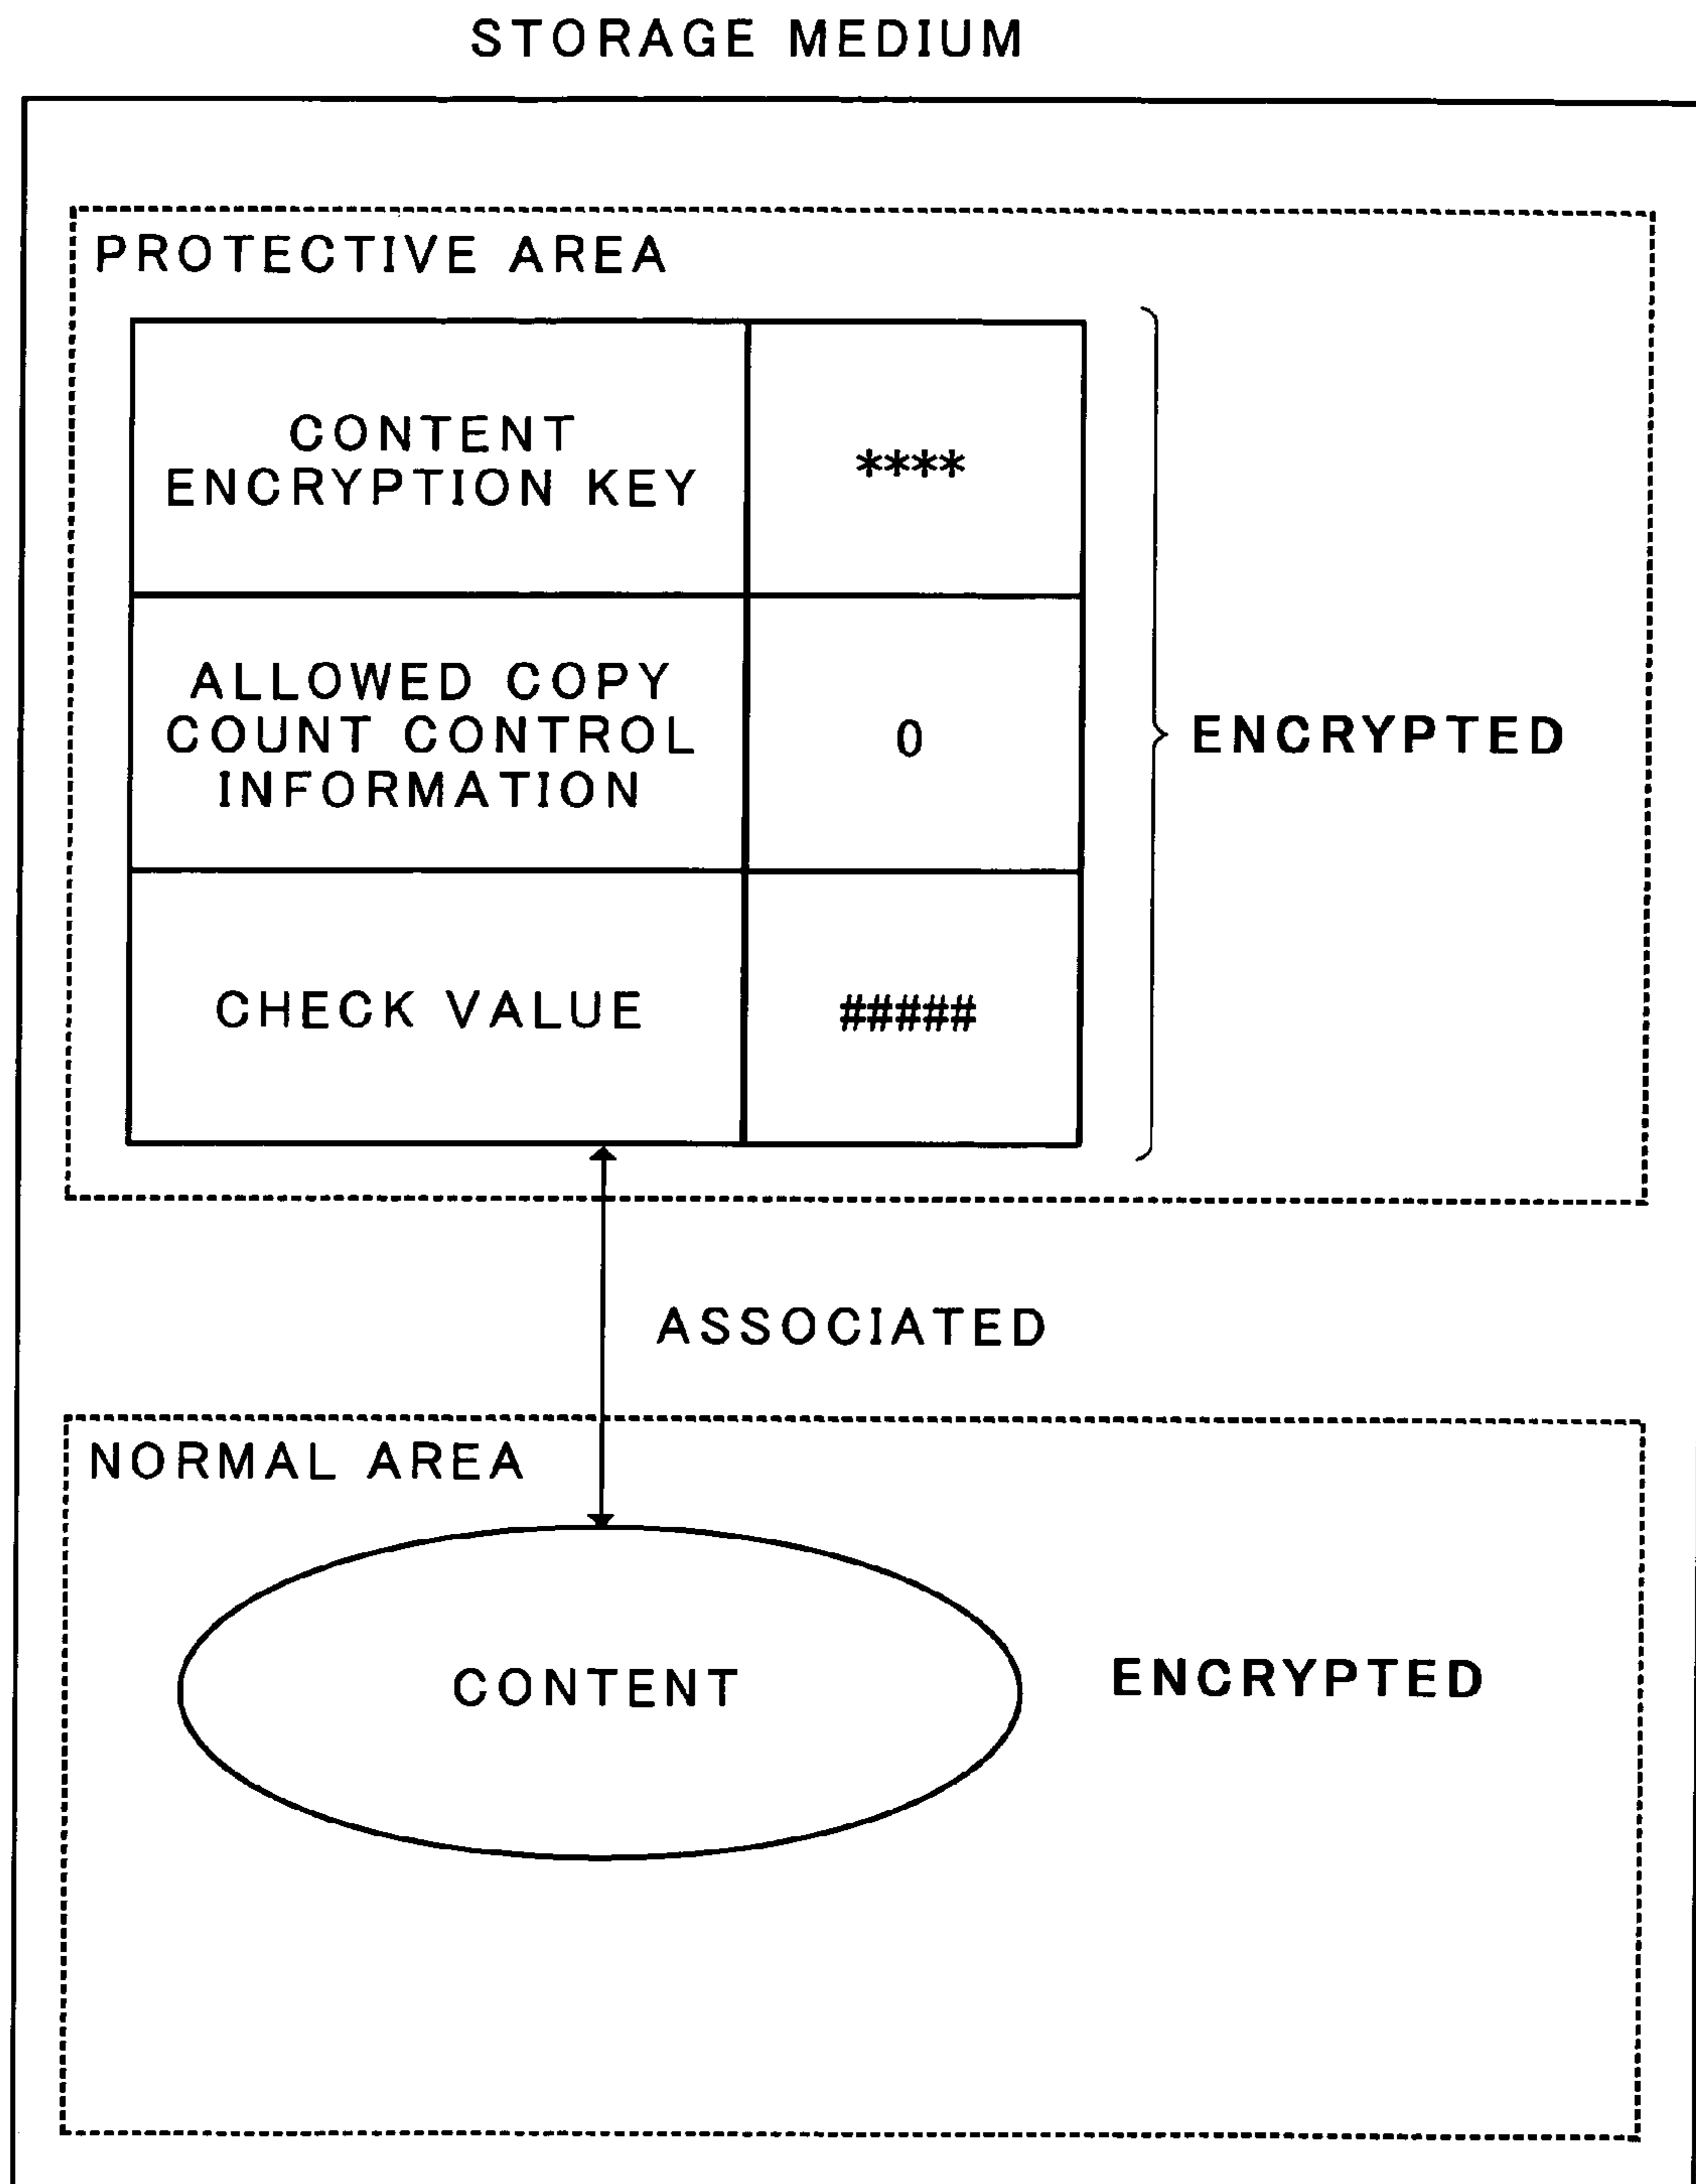 STORAGE MEDIUM
PROTECTIVE AREA
CONTENT
ENCRYPTION KEY
****
ALLOWED COPY
COUNT CONTROL
INFORMATION
0
CHECK VALUE
#####
ENCRYPTED
ASSOCIATED
NORMAL AREA
CONTENT
ENCRYPTED